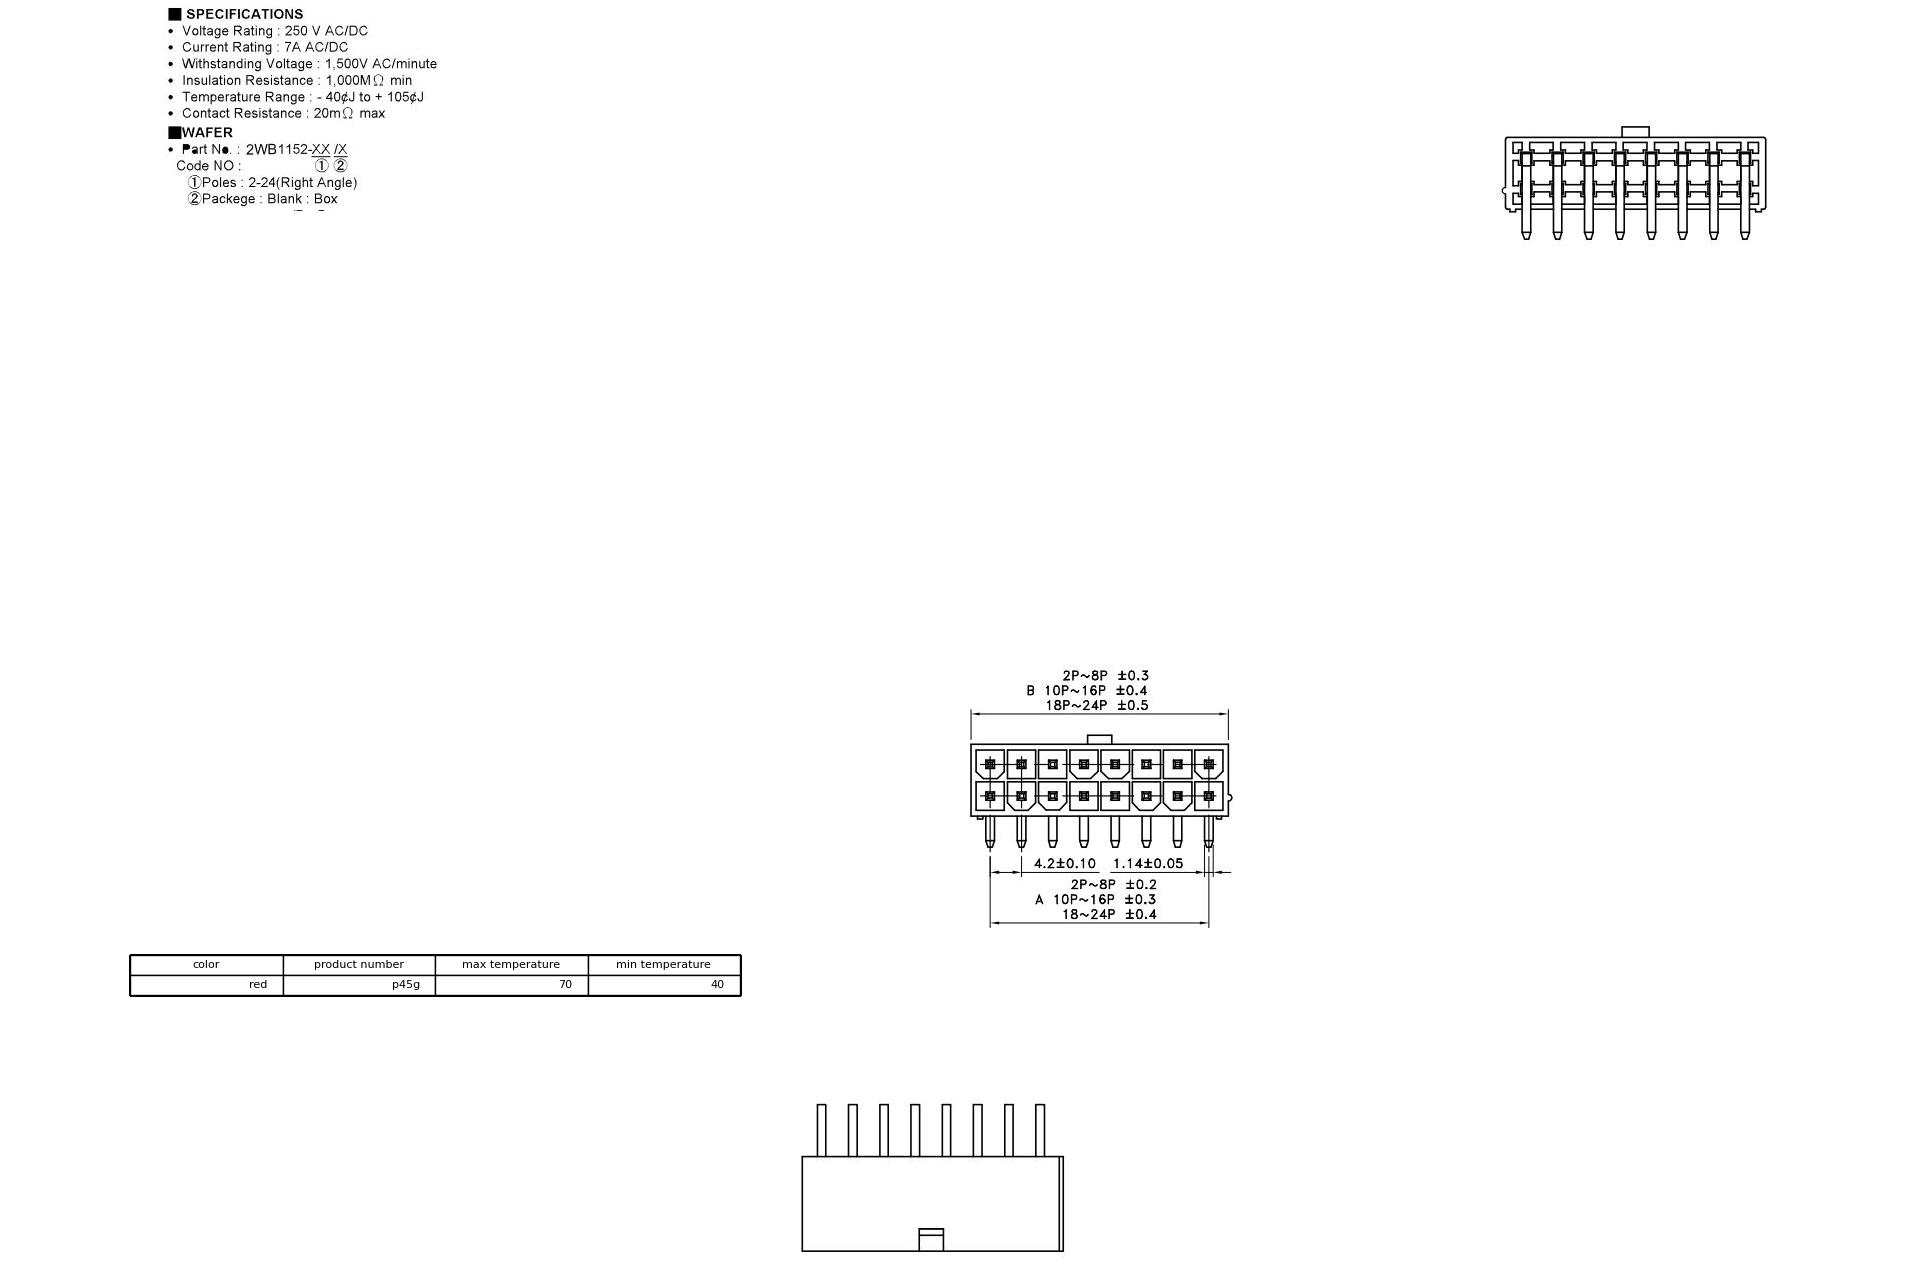 ■ SPECIFICATIONS
• Voltage Rating : 250 V AC/DC
• Current Rating : 7A AC/DC
• Withstanding Voltage : 1,500V AC/minute
• Insulation Resistance : 1,000MΩ min
• Temperature Range : - 40¢J to + 105¢J
• Contact Resistance : 20mΩ max
■WAFER
• Part No. : 2WB1152-XX /X
Code NO : ① ②
①Poles : 2-24(Right Angle)
②Packege : Blank : Box
2P~8P ±0.3
B 10P~16P ±0.4
18P~24P ±0.5
4.2±0.10 1.14±0.05
2P~8P ±0.2
A 10P~16P ±0.3
18~24P ±0.4
color product number max temperature min temperature
red p45g 70 40